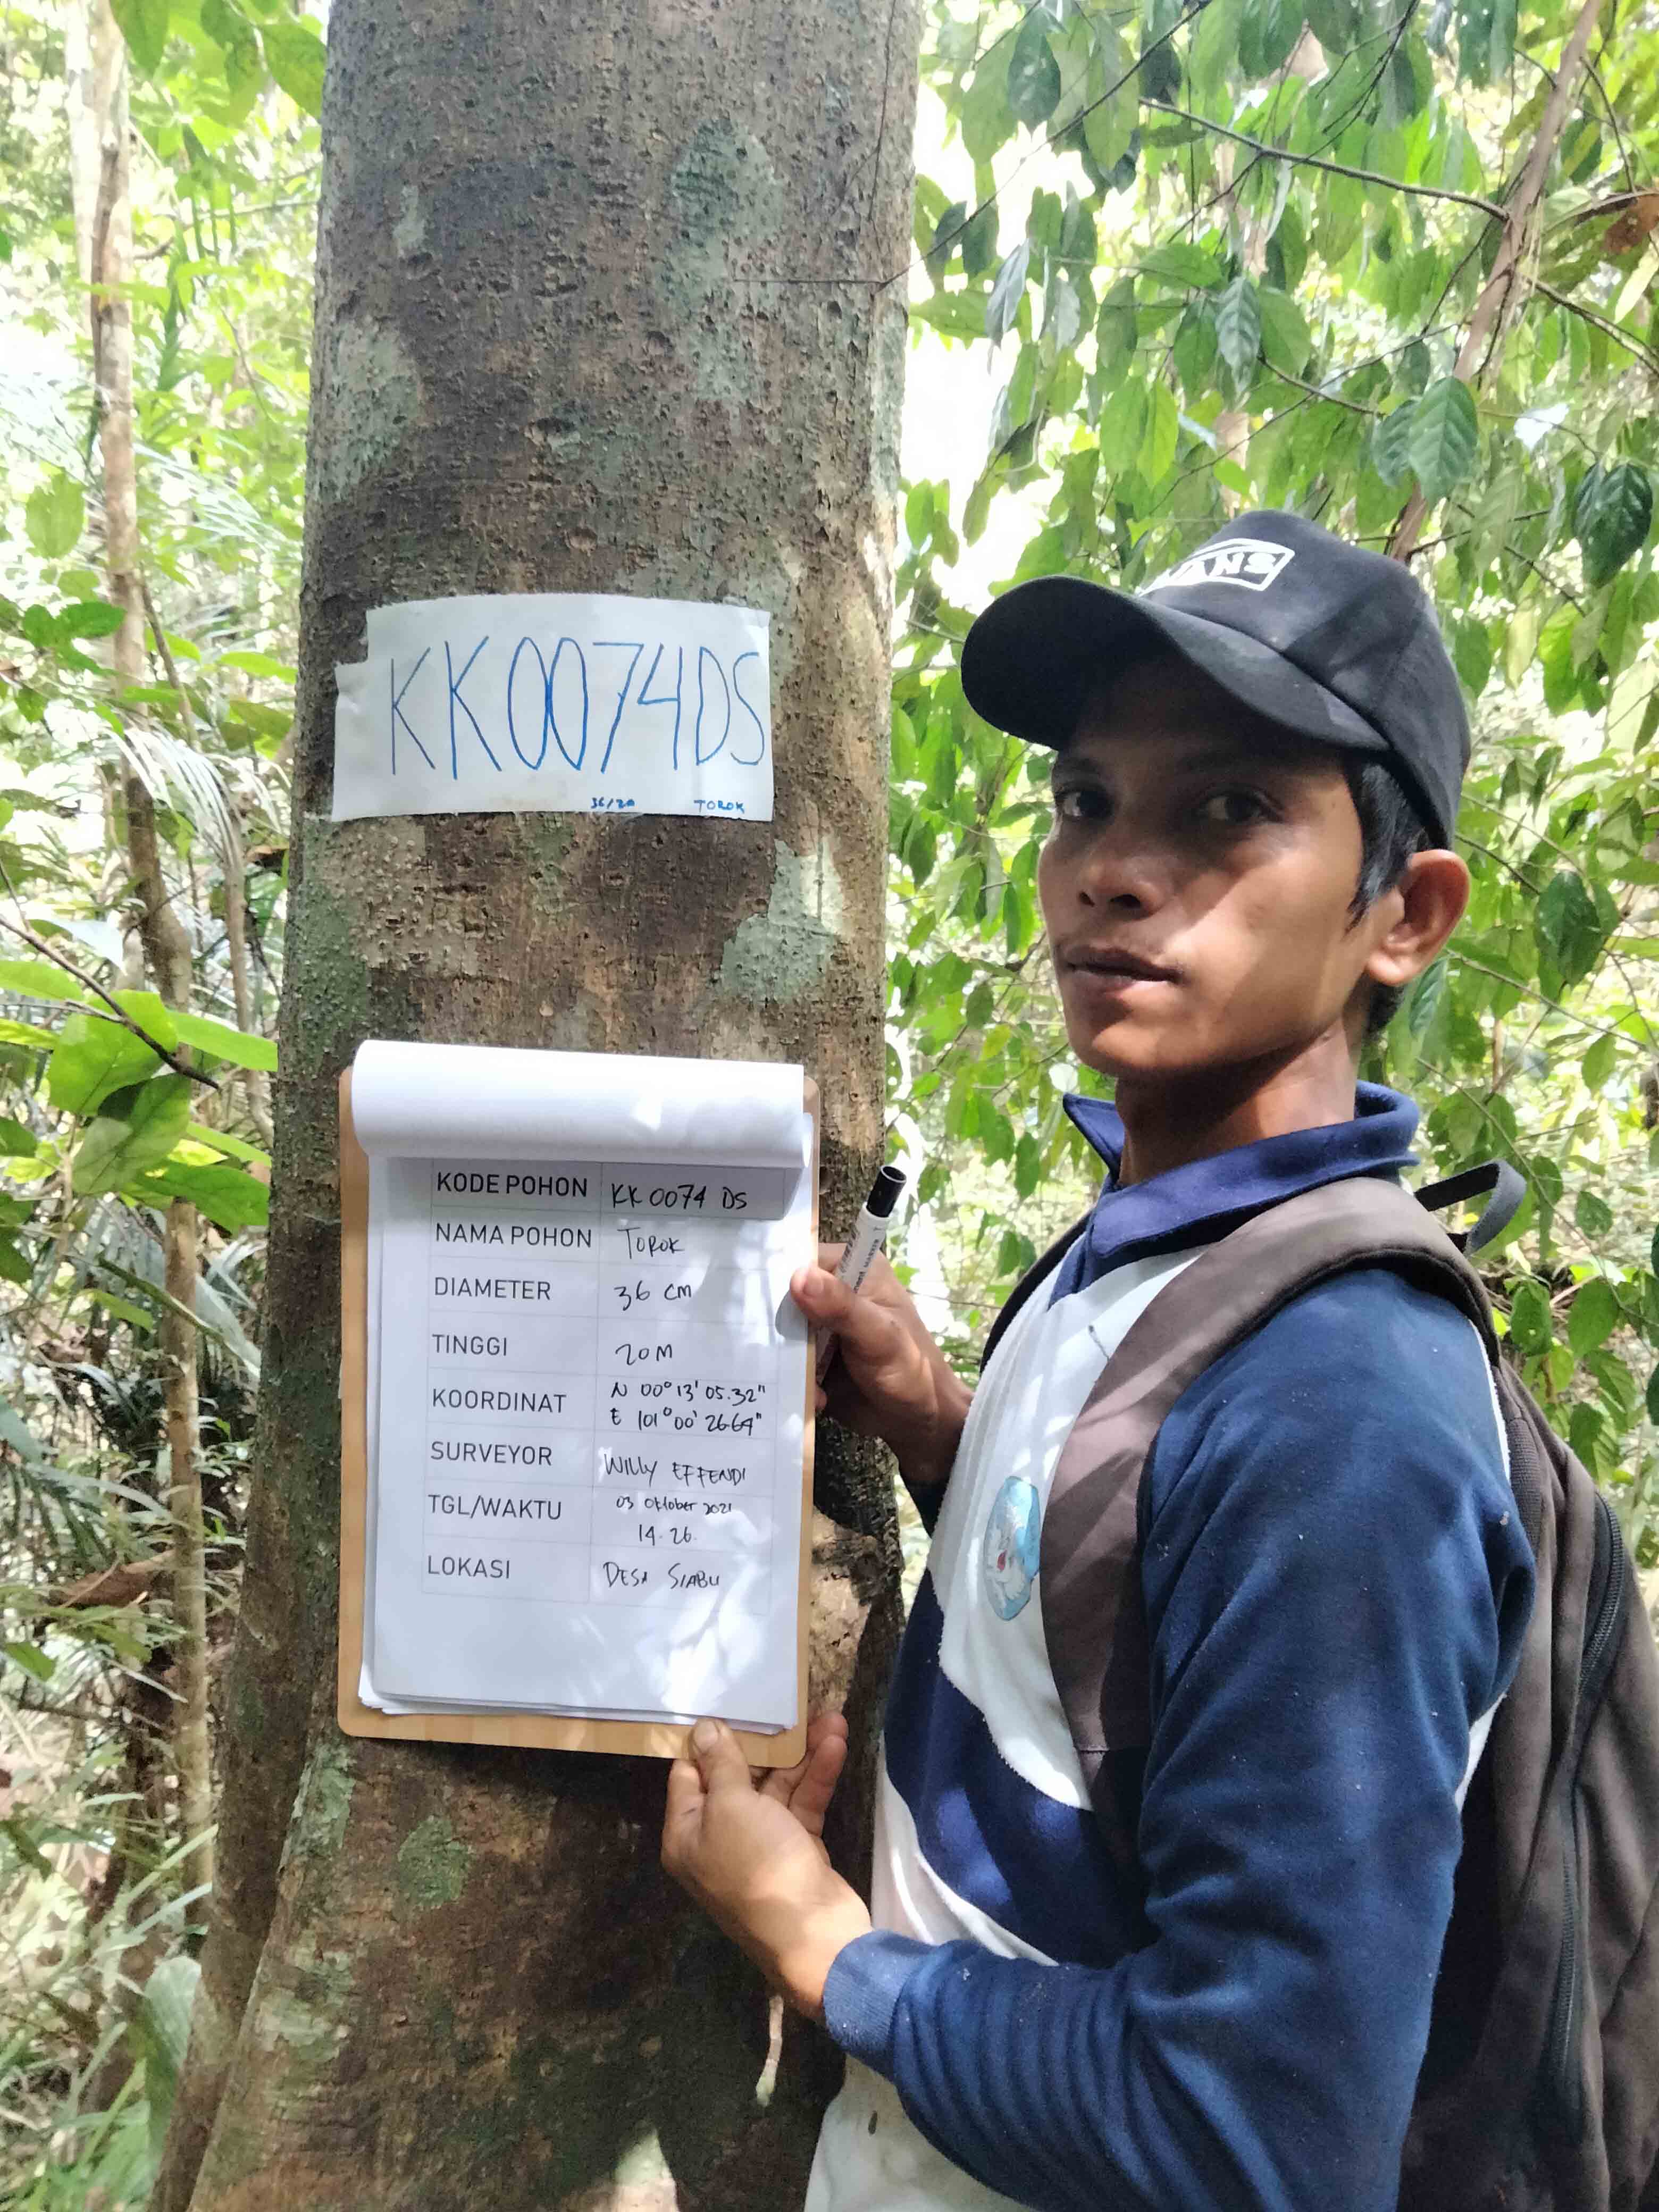 VANS
KK0074DS
36/20 TOROK
KODE POHON KK 0074 DS
NAMA POHON TOROK
DIAMETER 36 cm
TINGGI 20 M
KOORDINAT N 00° 13' 05.32"
E 101° 00' 26.64"
SURVEYOR WILLY EFFENDI
TGL/WAKTU 03 Oktober 2021
14.26.
LOKASI DESA SIABU